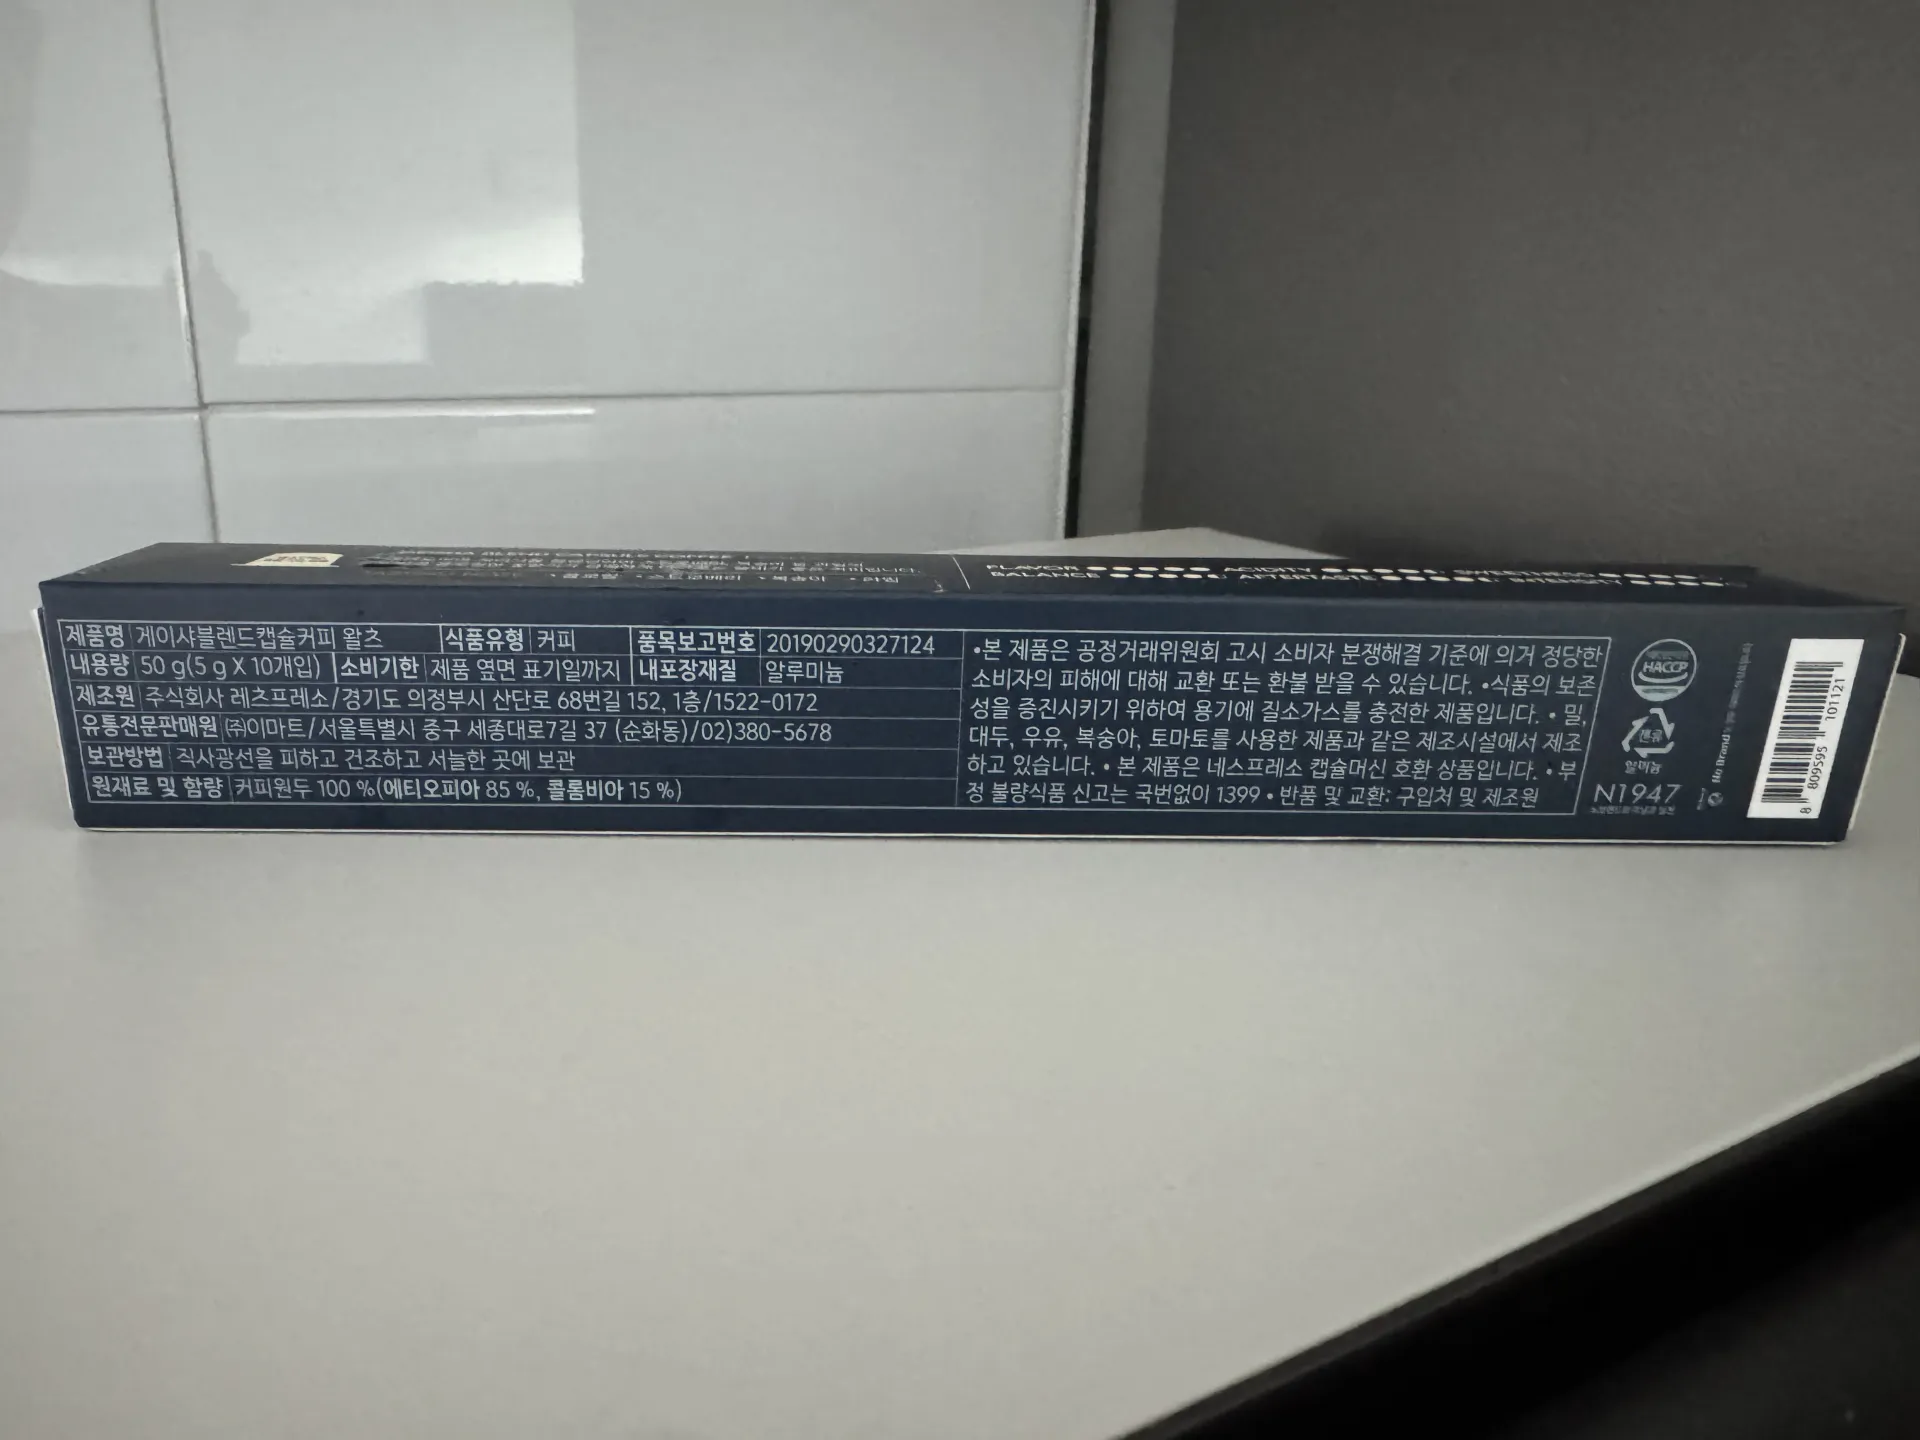 FLAVOR ACIDITY SWEETNESS
BALANCE AFTERTASTE INTENSITY
제품명 게이샤블렌드캡슐커피 왈츠 식품유형 커피 품목보고번호 20190290327124
내용량 50 g(5 g X 10개입) 소비기한 제품 옆면 표기일까지 내포장재질 알루미늄
제조원 주식회사 레츠프레소/경기도 의정부시 산단로 68번길 152, 1층/1522-0172
유통전문판매원 (주)이마트/서울특별시 중구 세종대로7길 37 (순화동)/02)380-5678
보관방법 직사광선을 피하고 건조하고 서늘한 곳에 보관
원재료 및 함량 커피원두 100 %(에티오피아 85 %, 콜롬비아 15 %)
•본 제품은 공정거래위원회 고시 소비자 분쟁해결 기준에 의거 정당한
소비자의 피해에 대해 교환 또는 환불 받을 수 있습니다. •식품의 보존
성을 증진시키기 위하여 용기에 질소가스를 충전한 제품입니다. • 밀,
대두, 우유, 복숭아, 토마토를 사용한 제품과 같은 제조시설에서 제조
하고 있습니다. • 본 제품은 네스프레소 캡슐머신 호환 상품입니다. • 부
정 불량식품 신고는 국번없이 1399 • 반품 및 교환: 구입처 및 제조원
HACCP
캔류
알미늄
N1947
No Brand
8 809595 101121